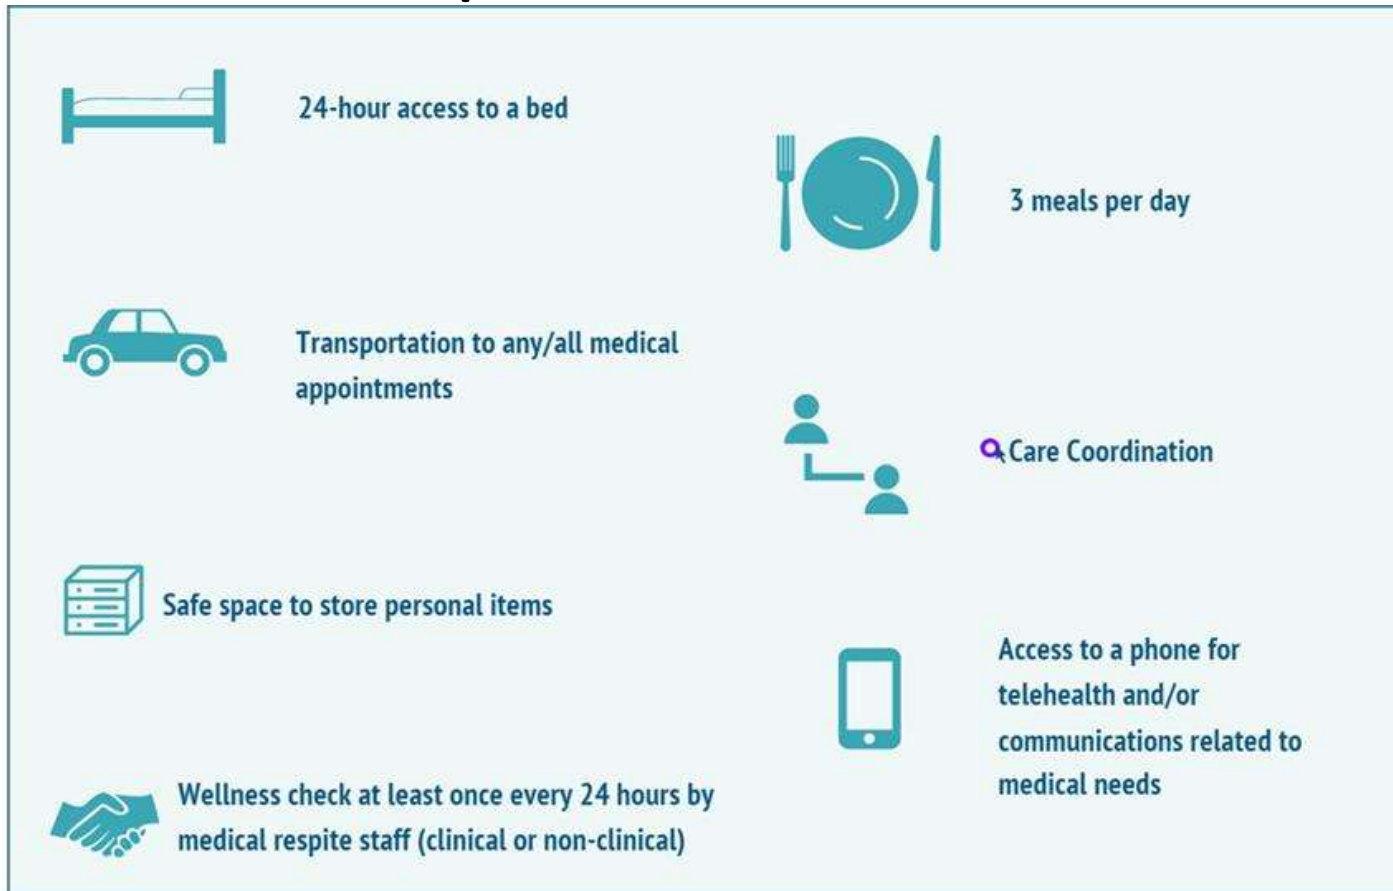 24-hour access to a bed
3 meals per day
Transportation to any/all medical
appointments
Care Coordination
Safe space to store personal items
Access to a phone for
telehealth and/or
communications related to
medical needs
Wellness check at least once every 24 hours by
medical respite staff (clinical or non-clinical)